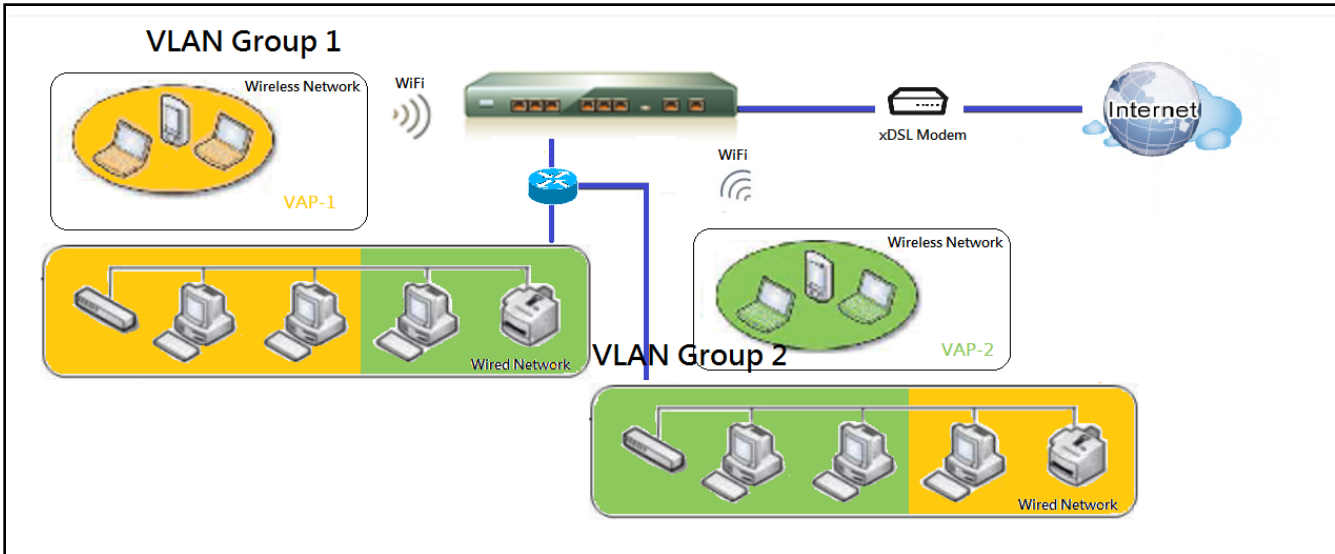 VLAN Group 1
Wireless Network
WiFi
VAP-1
xDSL Modem
Internet
WiFi
Wireless Network
VAP-2
Wired Network
VLAN Group 2
Wired Network